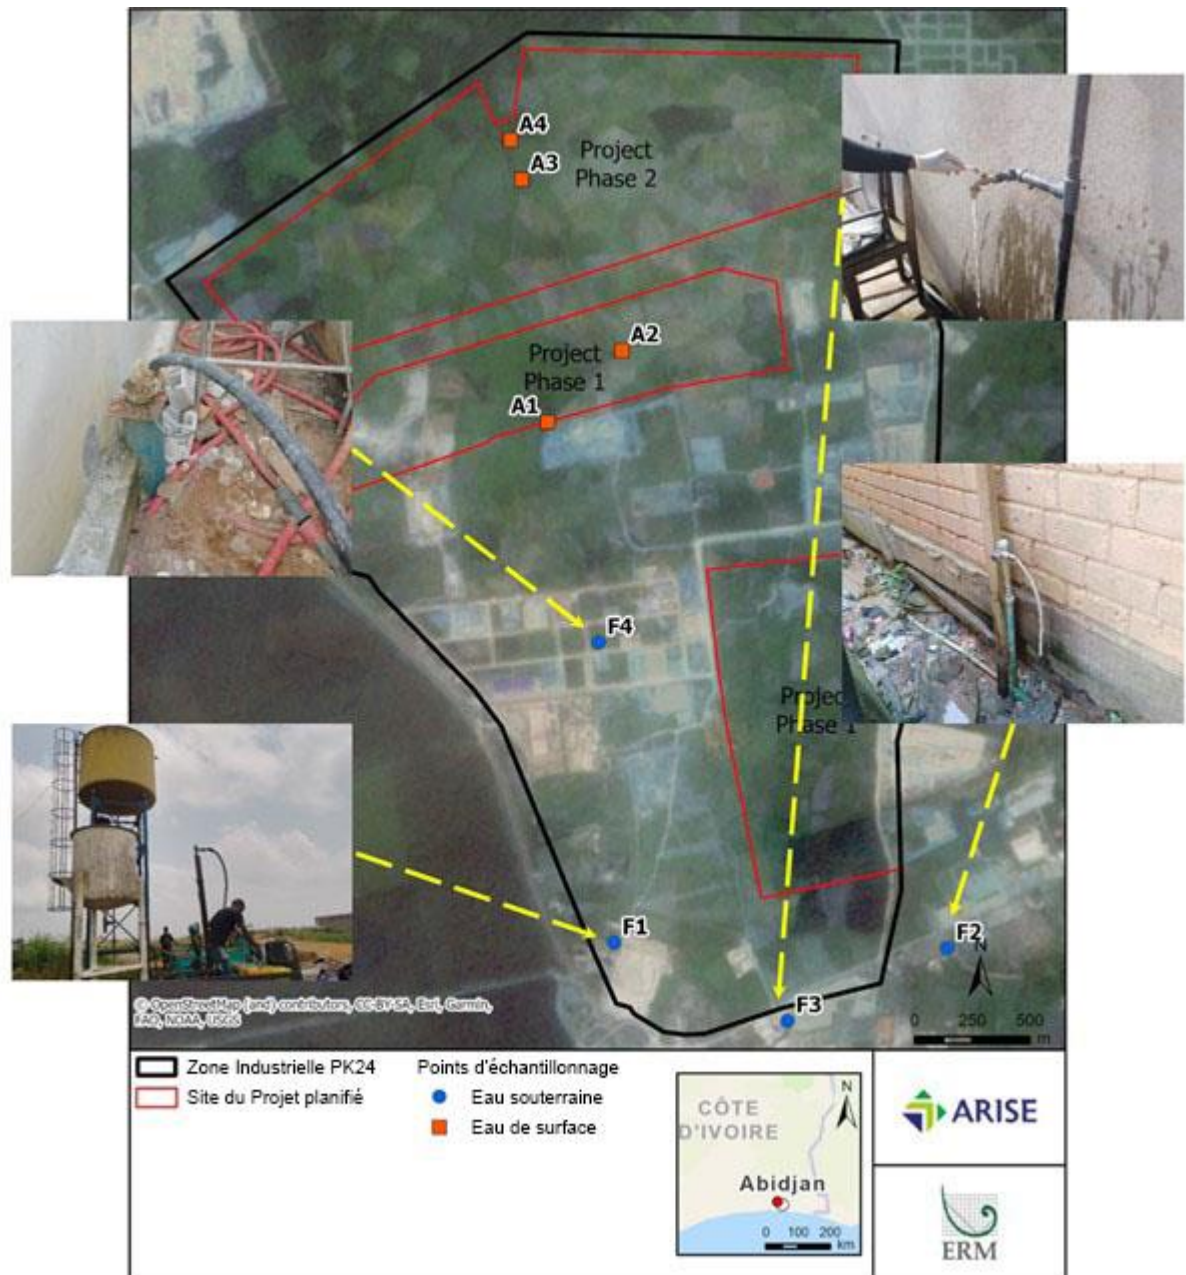 A4
A3
Project
Phase 2
A2
Project
Phase 1
A1
F4
Project
Phase 1
F1
F2
N
F3
0 250 500
m
© OpenStreetMap (and) contributors, CC-BY-SA, Esri, Garmin,
FAO, NOAA, USGS
Zone Industrielle PK24
Site du Projet planifié
Points d'échantillonnage
Eau souterraine
Eau de surface
N
CÔTE
D'IVOIRE
Abidjan
0 100 200
km
ARISE
ERM